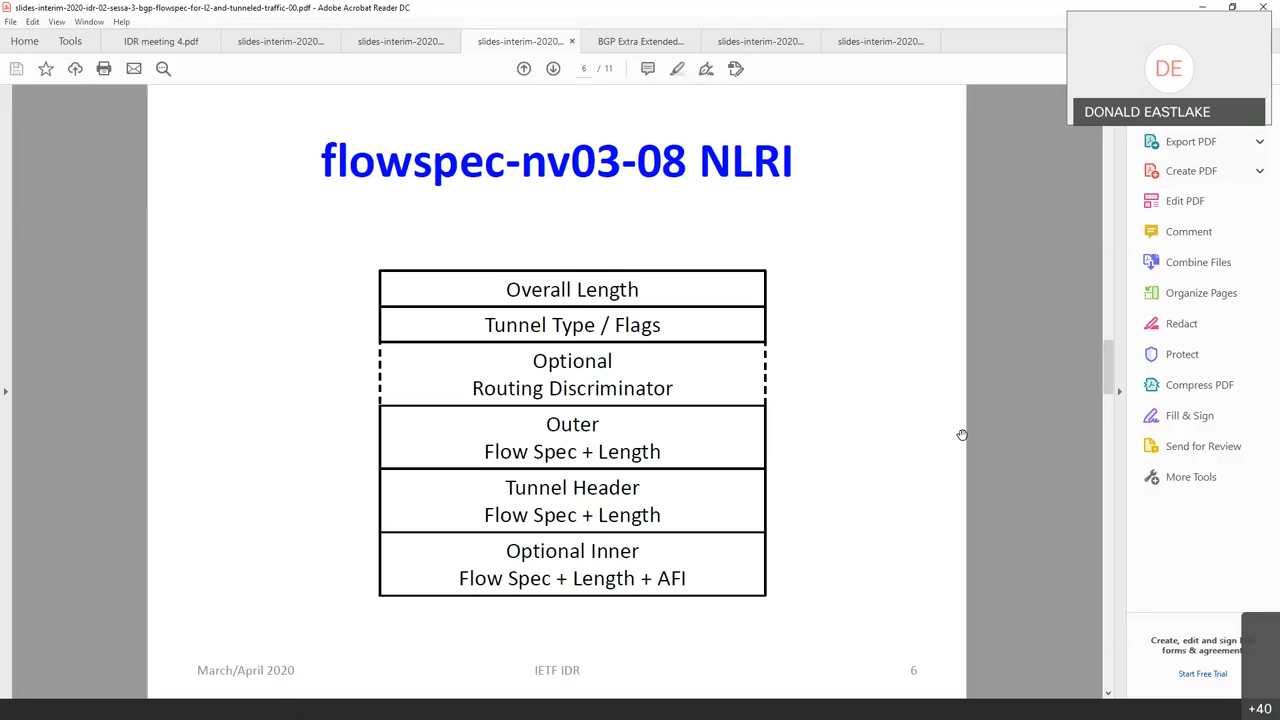 slides-interim-2020-idr-02-sessa-3-bgp-flowspec-for-l2-and-tunneled-traffic-00.pdf - Adobe Acrobat Reader DC
File Edit View Window Help
Home Tools IDR meeting 4.pdf slides-interim-2020... slides-interim-2020... slides-interim-2020... × BGP Extra Extended... slides-interim-2020... slides-interim-2020...
6 / 11
DE
DONALD EASTLAKE
flowspec-nv03-08 NLRI
Overall Length
Tunnel Type / Flags
Optional
Routing Discriminator
Outer
Flow Spec + Length
Tunnel Header
Flow Spec + Length
Optional Inner
Flow Spec + Length + AFI
March/April 2020 IETF IDR 6
Export PDF
Create PDF
Edit PDF
Comment
Combine Files
Organize Pages
Redact
Protect
Compress PDF
Fill & Sign
Send for Review
More Tools
Create, edit and sign
forms & agreement
Start Free Trial
+40